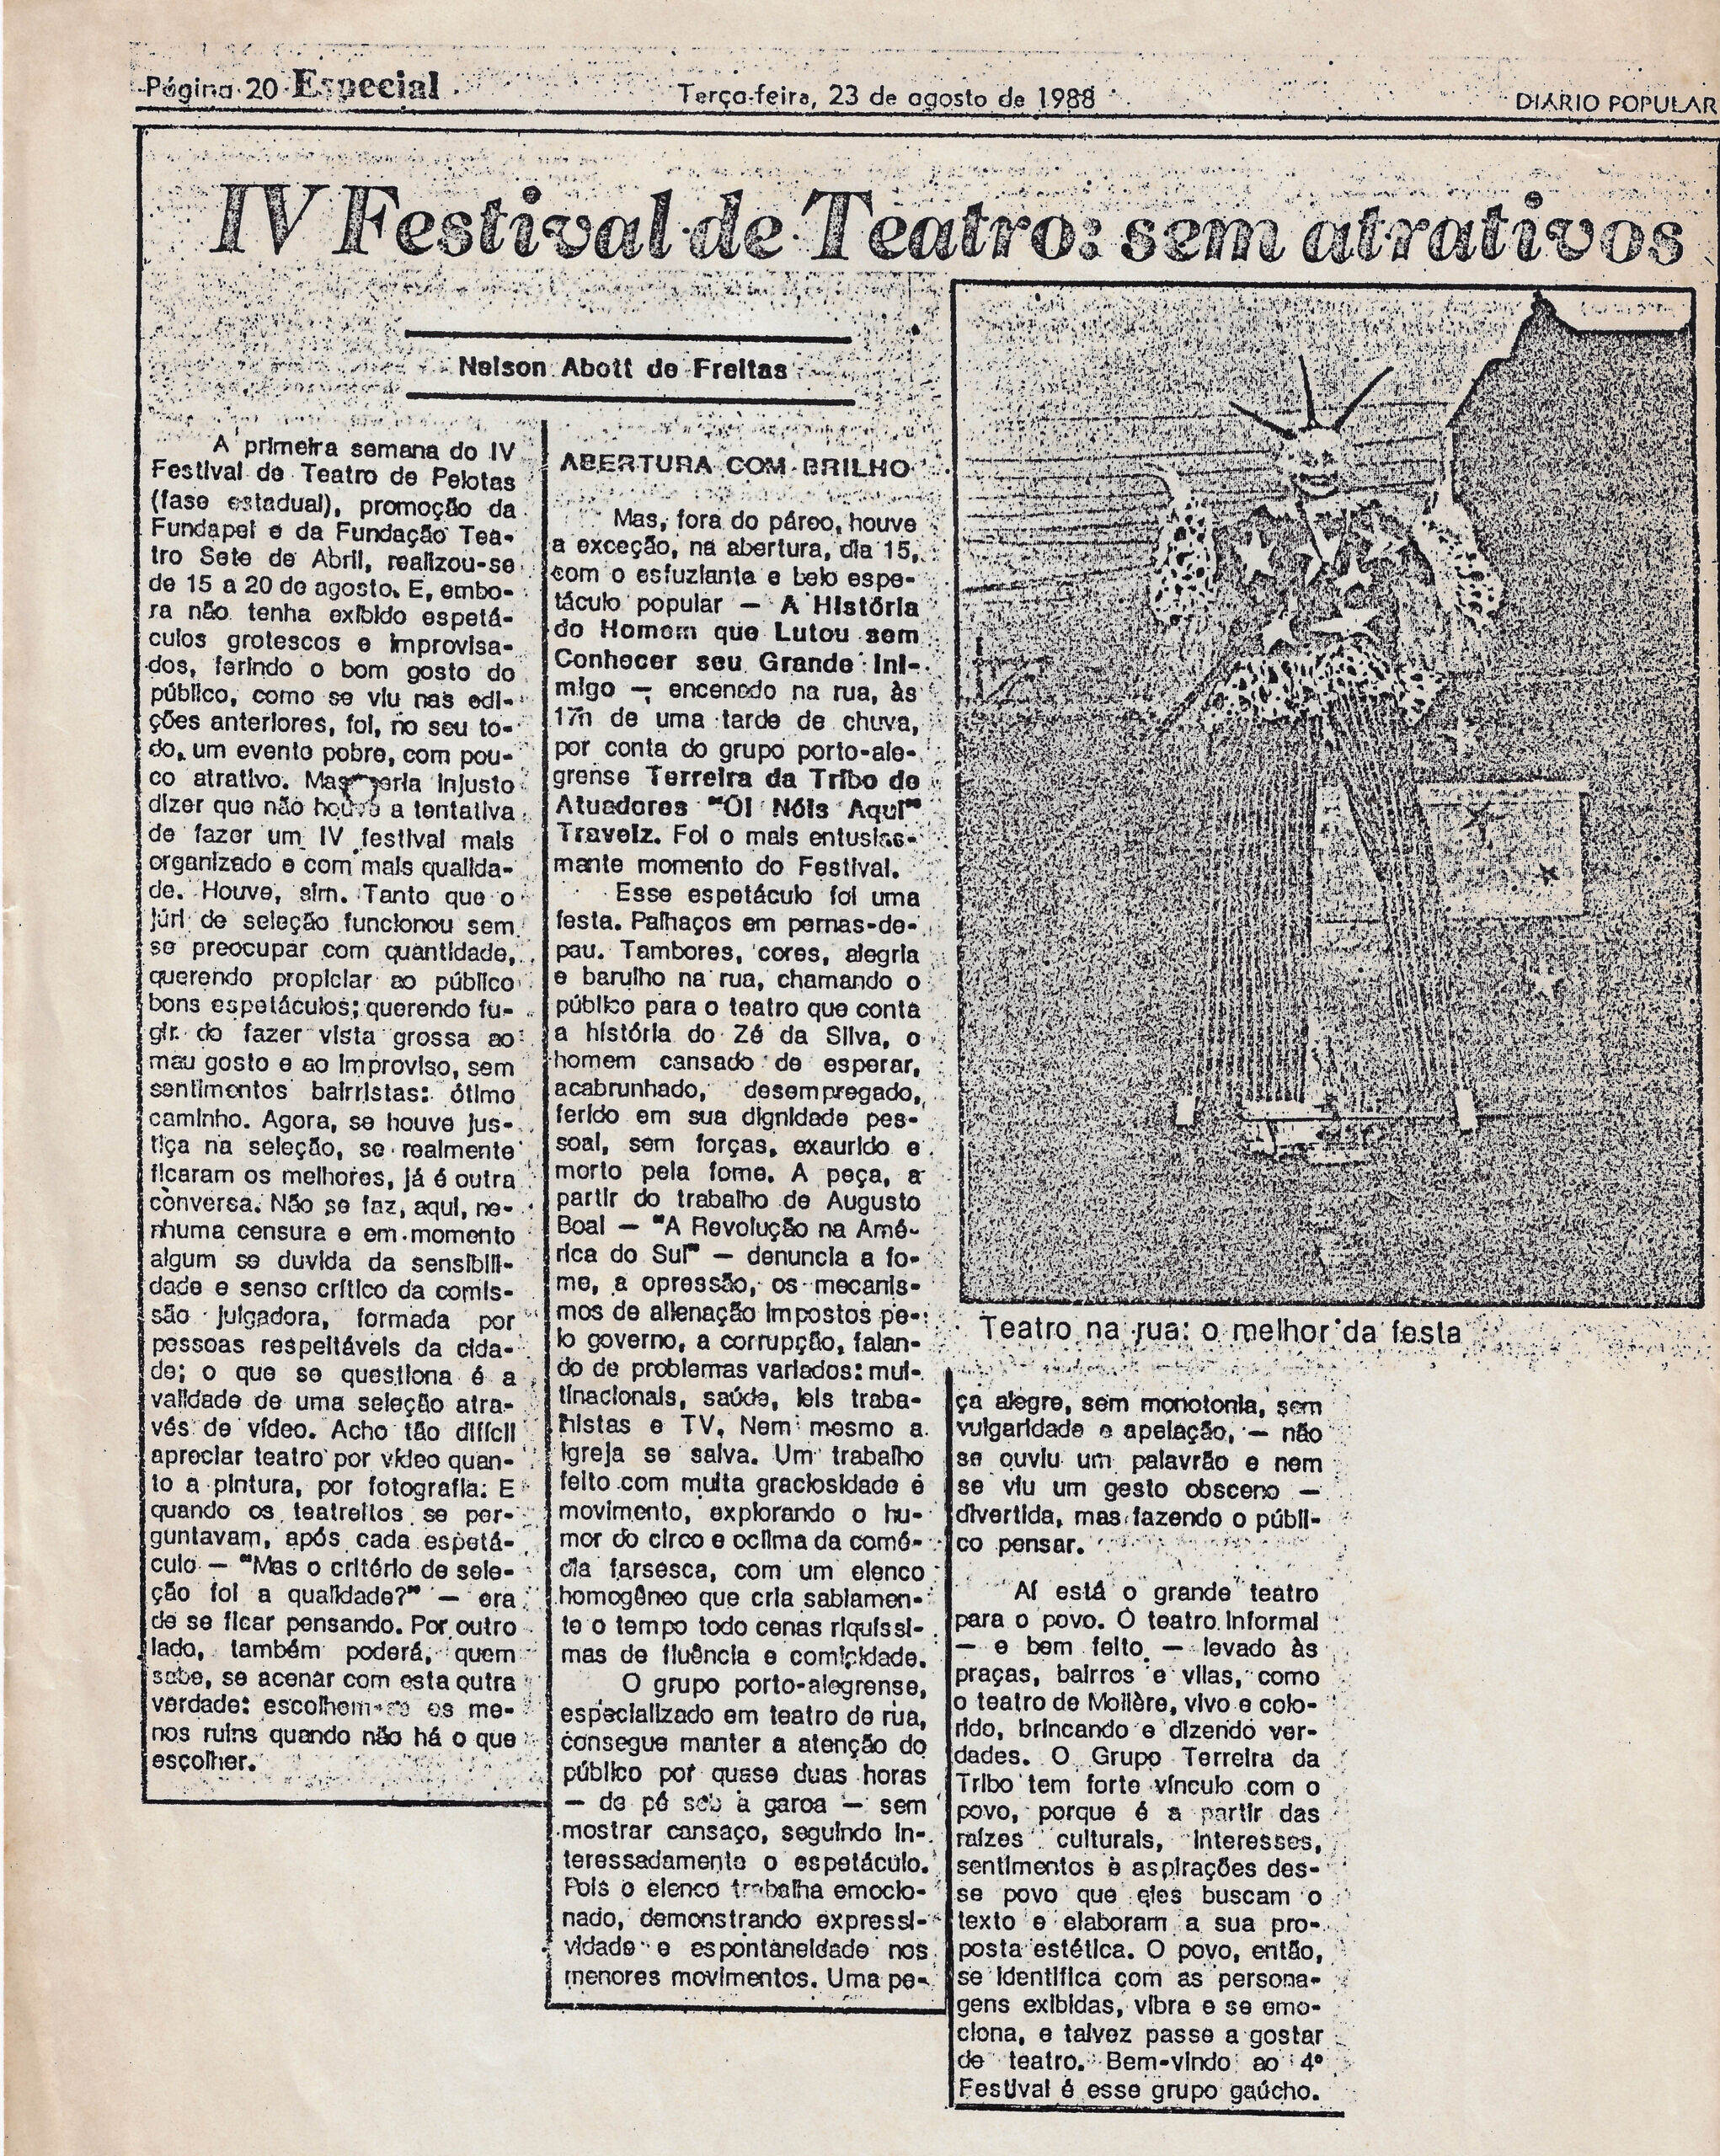 Página 20 Especial
Terça-feira, 23 de agosto de 1988
DIÁRIO POPULAR
IV Festival de Teatro: sem atrativos
Nelson Abott de Freitas
A primeira semana do IV
Festival de Teatro de Pelotas
(fase estadual), promoção da
Fundapel e da Fundação Tea-
tro Sete de Abril, realizou-se
de 15 a 20 de agosto. E, embo-
ra não tenha exibido espetá-
culos grotescos e improvisa-
dos, ferindo o bom gosto do
público, como se viu nas edi-
ções anteriores, foi, no seu to-
do, um evento pobre, com pou-
co atrativo. Mas seria injusto
dizer que não houve a tentativa
de fazer um IV festival mais
organizado e com mais qualida-
de. Houve, sim. Tanto que o
júri de seleção funcionou sem
se preocupar com quantidade,
querendo propiciar ao público
bons espetáculos; querendo fu-
gir do fazer vista grossa ao
mau gosto e ao improviso, sem
sentimentos bairristas: ótimo
caminho. Agora, se houve jus-
tiça na seleção, se realmente
ficaram os melhores, já é outra
conversa. Não se faz, aqui, ne-
nhuma censura e em momento
algum se duvida da sensibili-
dade e senso crítico da comis-
são julgadora, formada por
pessoas respeitáveis da cida-
de; o que se questiona é a
validade de uma seleção atra-
vés de vídeo. Acho tão difícil
apreciar teatro por vídeo quan-
to a pintura, por fotografia. E
quando os teatreitos se per-
guntavam, após cada espetá-
culo — "Mas o critério de sele-
ção foi a qualidade?" — era
de se ficar pensando. Por outro
lado, também poderá, quem
sabe, se acenar com esta outra
verdade: escolhem-se os me-
nos ruins quando não há o que
escolher.
ABERTURA COM BRILHO
Mas, fora do páreo, houve
a exceção, na abertura, dia 15,
com o esfuziante e belo espe-
táculo popular — A História
do Homem que Lutou sem
Conhecer seu Grande Ini-
migo —, encenado na rua, às
17h de uma tarde de chuva,
por conta do grupo porto-ale-
grense Terreira da Tribo de
Atuadores "Ói Nóis Aqui"
Traveiz. Foi o mais entusias-
mante momento do Festival.
Esse espetáculo foi uma
festa. Palhaços em pernas-de-
pau. Tambores, cores, alegria
e barulho na rua, chamando o
público para o teatro que conta
a história do Zé da Silva, o
homem cansado de esperar,
acabrunhado, desempregado,
ferido em sua dignidade pes-
soal, sem forças, exaurido e
morto pela fome. A peça, a
partir do trabalho de Augusto
Boal — "A Revolução na Amé-
rica do Sul" — denuncia a fo-
me, a opressão, os mecanis-
mos de alienação impostos pe-
lo governo, a corrupção, falan-
do de problemas variados: mul-
tinacionais, saúde, leis traba-
lhistas e TV. Nem mesmo a
igreja se salva. Um trabalho
feito com muita graciosidade e
movimento, explorando o hu-
mor do circo e o clima da comé-
dia farsesca, com um elenco
homogêneo que cria sabiamen-
te o tempo todo cenas riquíssi-
mas de fluência e comicidade.
O grupo porto-alegrense,
especializado em teatro de rua,
consegue manter a atenção do
público por quase duas horas
— de pé sob a garoa — sem
mostrar cansaço, seguindo in-
teressadamente o espetáculo.
Pois o elenco trabalha emocio-
nado, demonstrando expressi-
vidade e espontaneidade nos
menores movimentos. Uma pe-
Teatro na rua: o melhor da festa
ça alegre, sem monotonia, sem
vulgaridade e apelação, — não
se ouviu um palavrão e nem
se viu um gesto obsceno —
divertida, mas fazendo o públi-
co pensar.
Aí está o grande teatro
para o povo. O teatro informal
— e bem feito — levado às
praças, bairros e vilas, como
o teatro de Molière, vivo e colo-
rido, brincando e dizendo ver-
dades. O Grupo Terreira da
Tribo tem forte vínculo com o
povo, porque é a partir das
raízes culturais, interesses,
sentimentos e aspirações des-
se povo que eles buscam o
texto e elaboram a sua pro-
posta estética. O povo, então,
se identifica com as persona-
gens exibidas, vibra e se emo-
ciona, e talvez passe a gostar
de teatro. Bem-vindo ao 4º
Festival é esse grupo gaúcho.